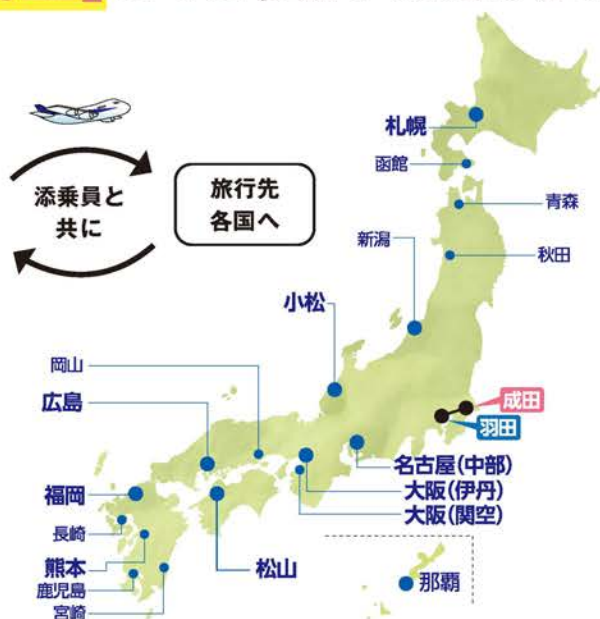 添乗員と
共に
旅行先
各国へ
札幌
函館
青森
新潟
秋田
小松
岡山
広島
成田
羽田
名古屋(中部)
大阪(伊丹)
大阪(関空)
福岡
長崎
熊本
鹿児島
宮崎
松山
那覇